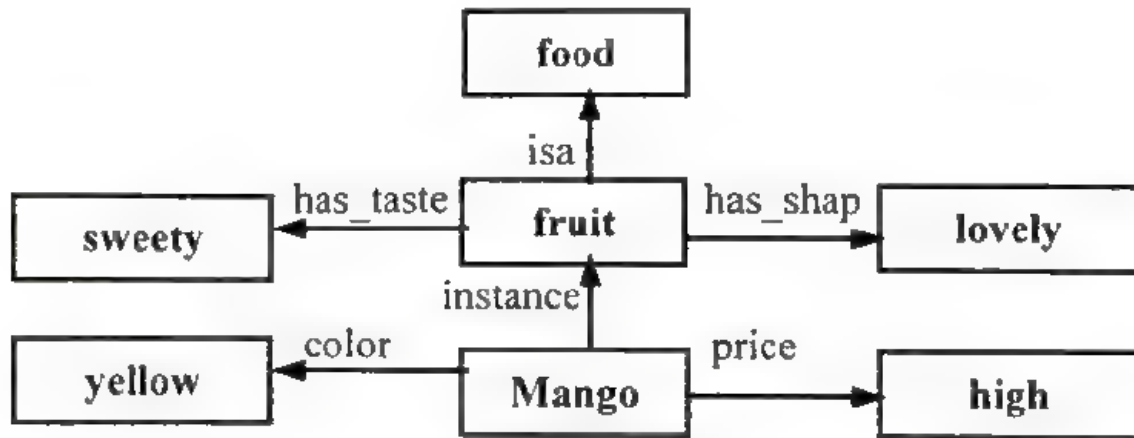 food
isa
has_taste
has_shap
sweety
fruit
lovely
instance
color
price
yellow
Mango
high